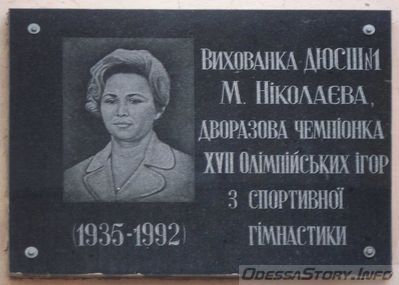 Вихованка ДЮСШ№1
М. Ніколаєва,
дворазова чемпіонка
XVII Олімпійських ігор
з спортивної
гімнастики
(1935-1992)
OdessaStory.Info